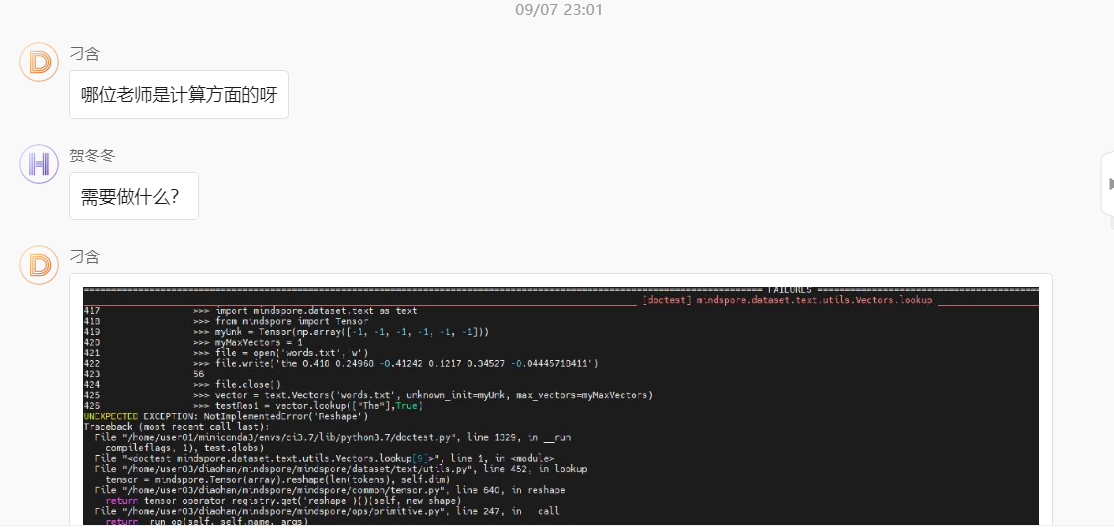 09/07 23:01
刁含
哪位老师是计算方面的呀
贺冬冬
需要做什么?
刁含
FAILURES
[doctest] mindspore.dataset.text.utils.Vectors.lookup
417 >>> import mindspore.dataset.text as text
418 >>> from mindspore import Tensor
419 >>> myUnk = Tensor(np.array([-1, -1, -1, -1, -1, -1]))
420 >>> myMaxVectors = 1
421 >>> file = open('words.txt', w')
422 >>> file.write('the 0.418 0.24968 -0.41242 0.1217 0.34527 -0.04445718411')
423 56
424 >>> file.close()
425 >>> vector = text.Vectors('words.txt', unknown_init=myUnk, max_vectors=myMaxVectors)
426 >>> testRes1 = vector.lookup(["The"],True)
UNEXPECTED EXCEPTION: NotImplementedError('Reshape')
Traceback (most recent call last):
File "/home/user01/miniconda3/envs/ci3.7/lib/python3.7/doctest.py", line 1329, in __run
compileflags, 1), test.globs)
File "<doctest mindspore.dataset.text.utils.Vectors.lookup[9]>", line 1, in <module>
File "/home/user03/diaohan/mindspore/mindspore/dataset/text/utils.py", line 452, in lookup
tensor = mindspore.Tensor(array).reshape(len(tokens), self.dim)
File "/home/user03/diaohan/mindspore/mindspore/common/tensor.py", line 640, in reshape
return tensor_operator_registry.get('reshape')()(self, new_shape)
File "/home/user03/diaohan/mindspore/mindspore/ops/primitive.py", line 247, in __call__
return _run_op(self, self.name, args)